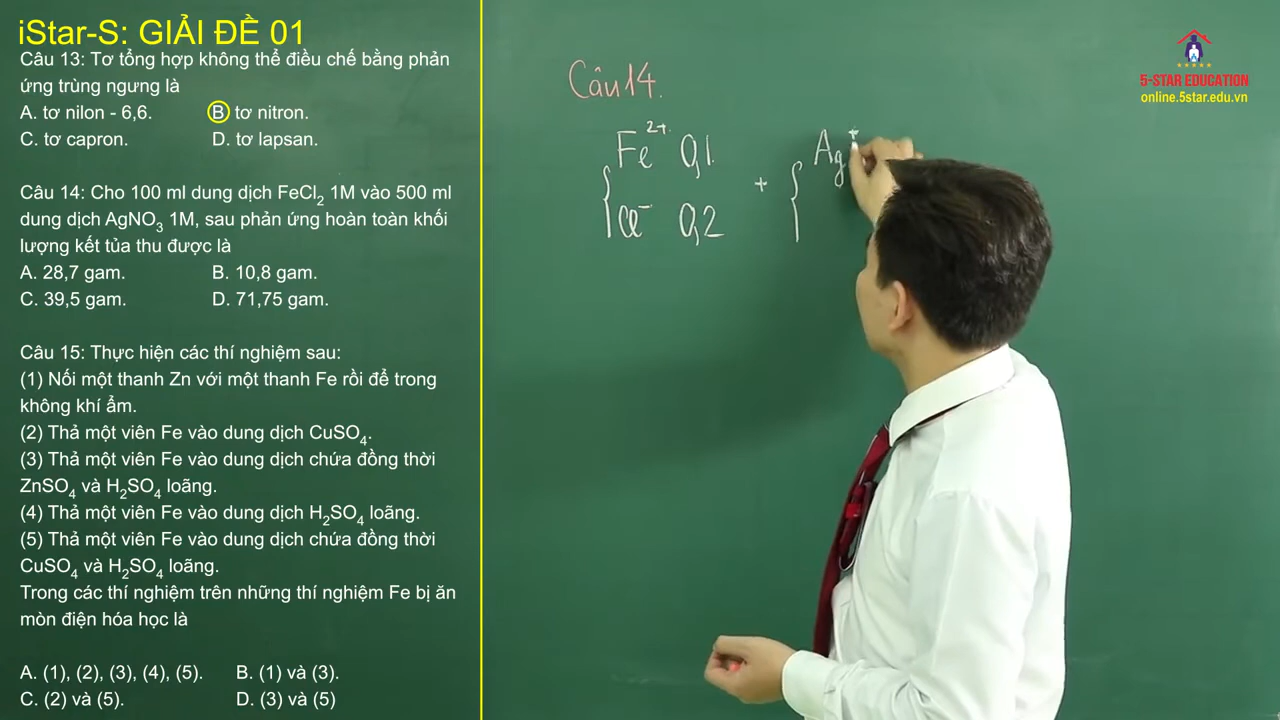 iStar-S: GIẢI ĐỀ 01
Câu 13: Tơ tổng hợp không thể điều chế bằng phản
ứng trùng ngưng là
A. tơ nilon - 6,6. B. tơ nitron.
C. tơ capron. D. tơ lapsan.
Câu 14: Cho 100 ml dung dịch FeCl₂ 1M vào 500 ml
dung dịch AgNO₃ 1M, sau phản ứng hoàn toàn khối
lượng kết tủa thu được là
A. 28,7 gam. B. 10,8 gam.
C. 39,5 gam. D. 71,75 gam.
Câu 15: Thực hiện các thí nghiệm sau:
(1) Nối một thanh Zn với một thanh Fe rồi để trong
không khí ẩm.
(2) Thả một viên Fe vào dung dịch CuSO₄.
(3) Thả một viên Fe vào dung dịch chứa đồng thời
ZnSO₄ và H₂SO₄ loãng.
(4) Thả một viên Fe vào dung dịch H₂SO₄ loãng.
(5) Thả một viên Fe vào dung dịch chứa đồng thời
CuSO₄ và H₂SO₄ loãng.
Trong các thí nghiệm trên những thí nghiệm Fe bị ăn
mòn điện hóa học là
A. (1), (2), (3), (4), (5). B. (1) và (3).
C. (2) và (5). D. (3) và (5)
Câu 14.
Fe²⁺ 0,1 + Ag⁺
Cl⁻ 0,2
5-STAR EDUCATION
online.5star.edu.vn